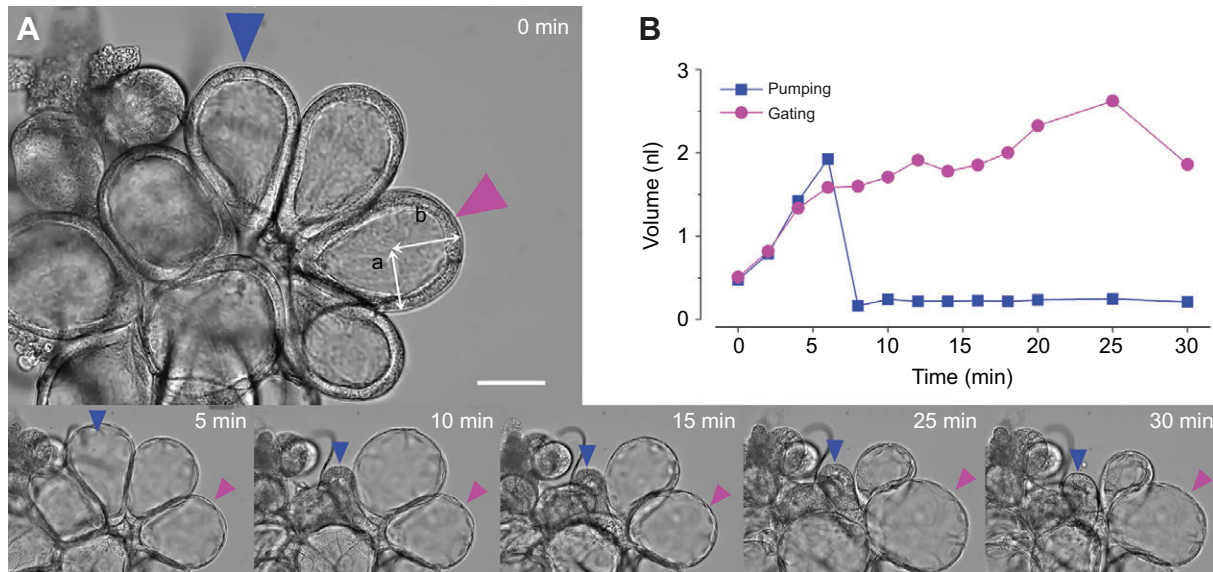 A
0 min
b
a
B
3
2
1
0
Volume (nl)
Pumping
Gating
0
5
10
15
20
25
30
Time (min)
5 min
10 min
15 min
25 min
30 min